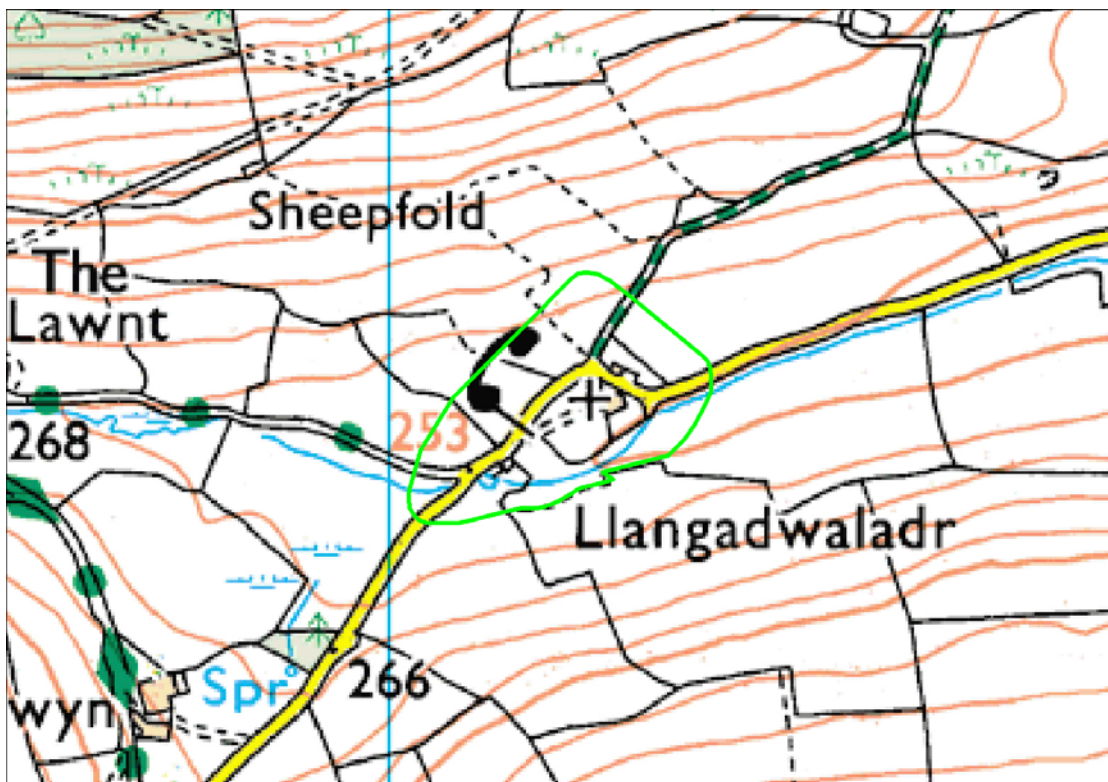 Sheepfold
The
Lawnt
253
268
Llangadwaladr
Spr
266
wyn